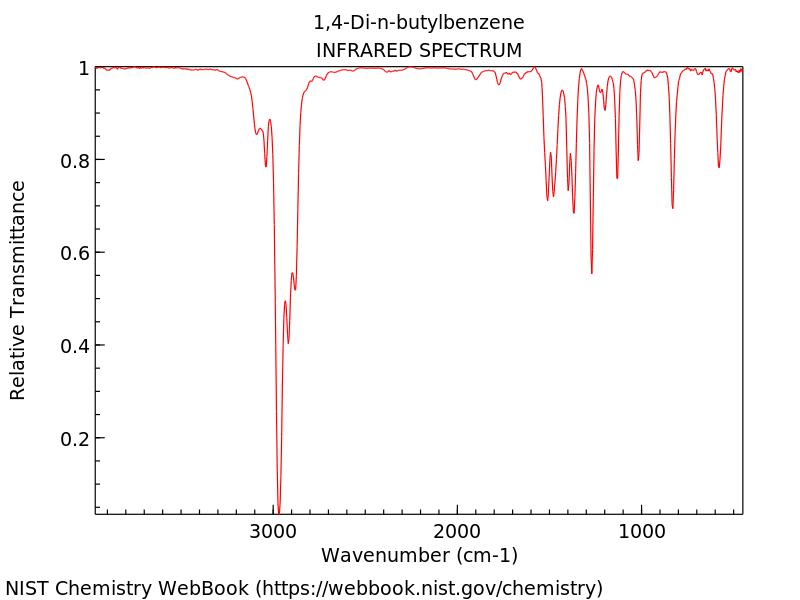 1,4-Di-n-butylbenzene
INFRARED SPECTRUM
1
0.8
0.6
0.4
0.2
Relative Transmittance
3000 2000 1000
Wavenumber (cm-1)
NIST Chemistry WebBook (https://webbook.nist.gov/chemistry)